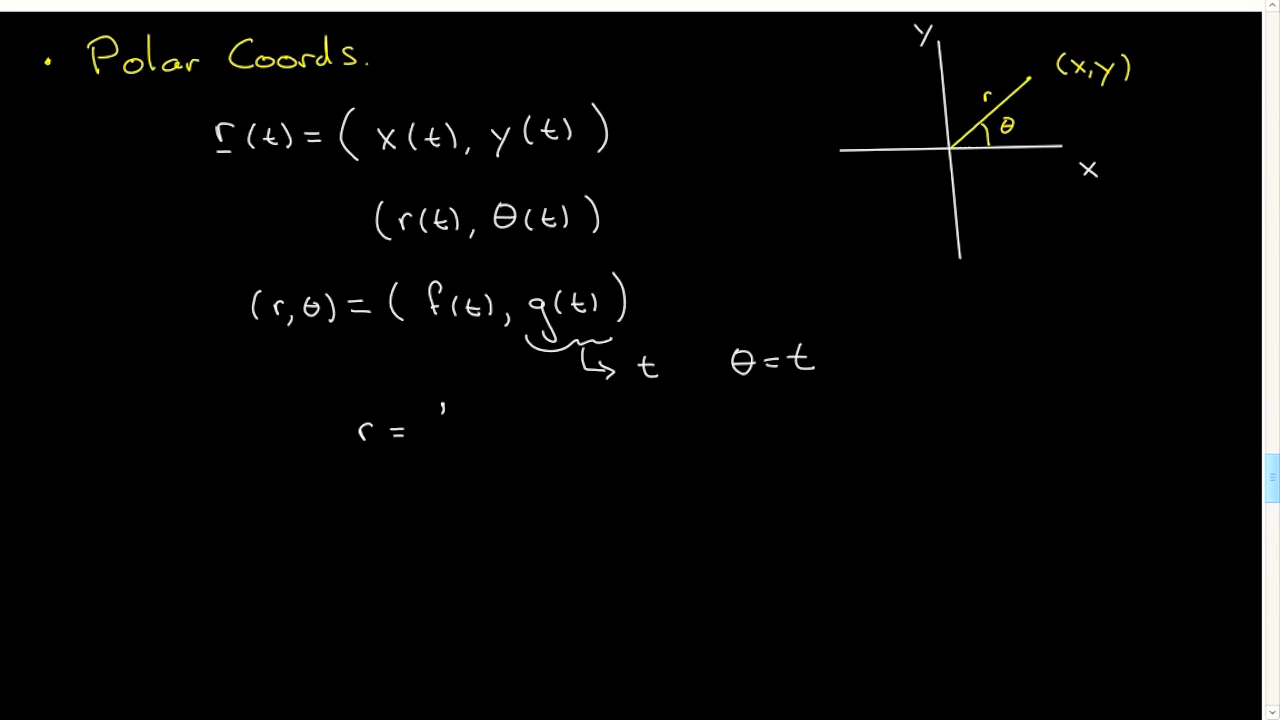 • Polar Coords.
r(t) = ( x(t), y(t) )
(r(t), θ(t) )
(r, θ) = ( f(t), g(t) )
↳ t θ = t
r =
y
(x,y)
r
θ
x